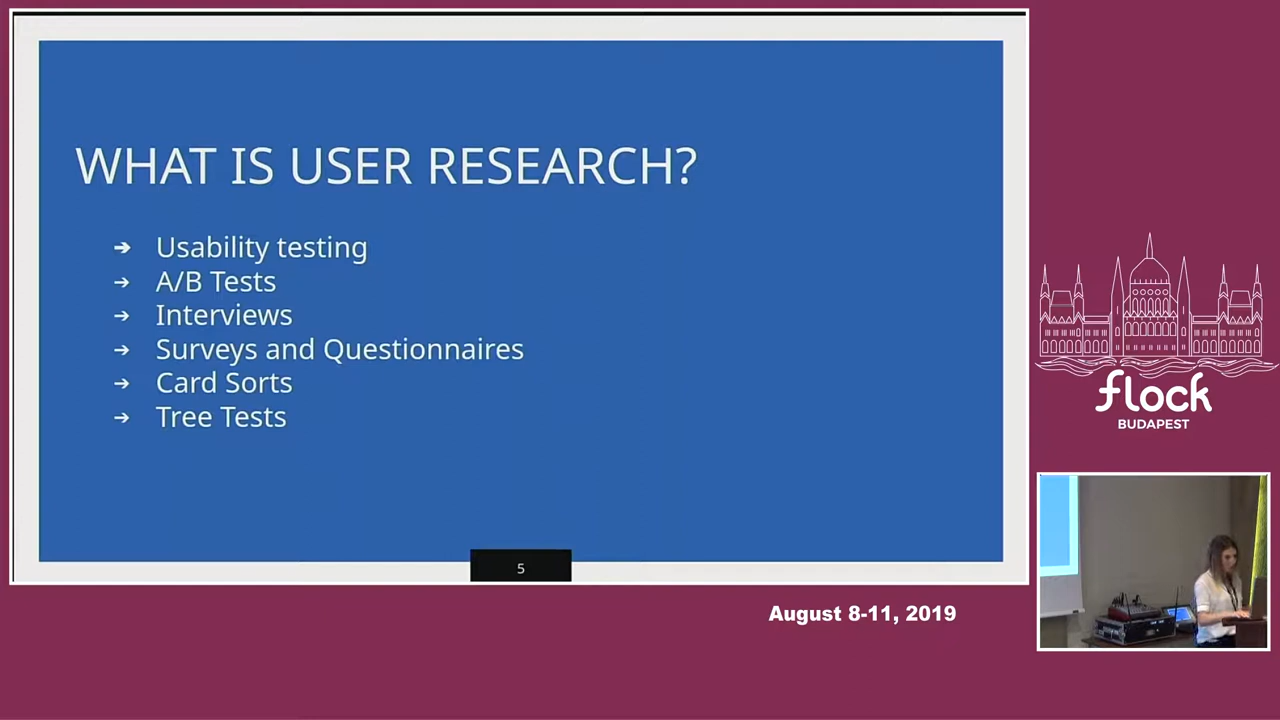 WHAT IS USER RESEARCH?
➔ Usability testing
➔ A/B Tests
➔ Interviews
➔ Surveys and Questionnaires
➔ Card Sorts
➔ Tree Tests
5
flock
BUDAPEST
August 8-11, 2019